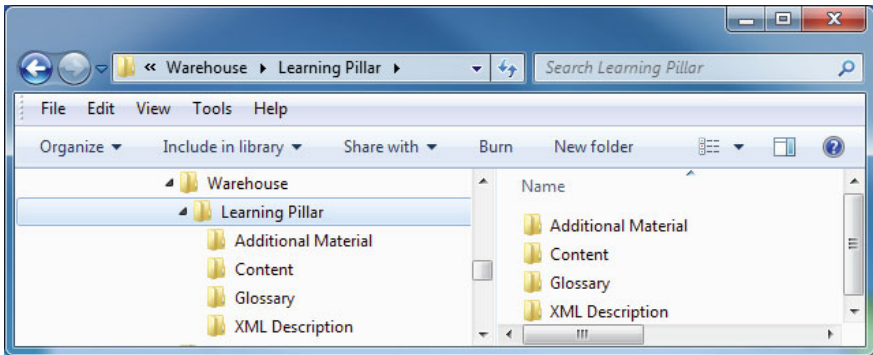 « Warehouse ▸ Learning Pillar ▸ Search Learning Pillar
File Edit View Tools Help
Organize Include in library Share with Burn New folder
Warehouse
Learning Pillar
Additional Material
Content
Glossary
XML Description
Name
Additional Material
Content
Glossary
XML Description